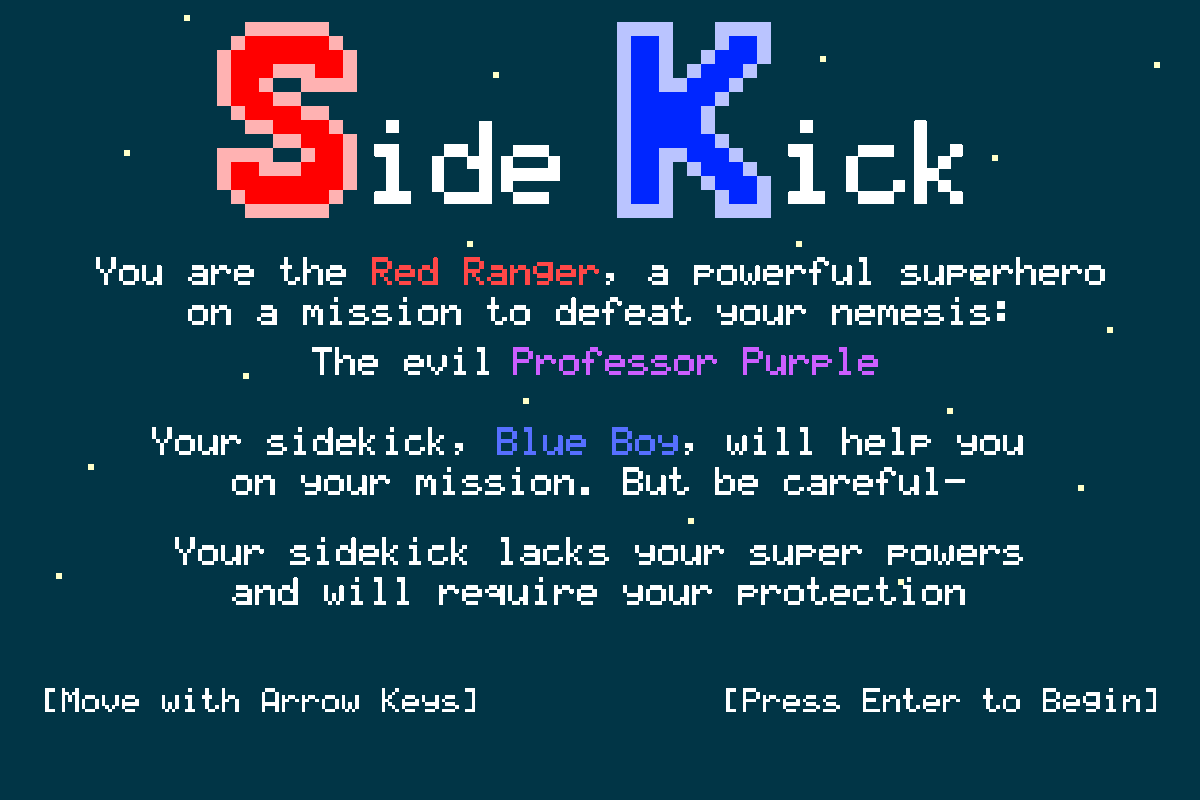 Side Kick
You are the Red Ranger, a powerful superhero
on a mission to defeat your nemesis:
The evil Professor Purple
Your sidekick, Blue Boy, will help you
on your mission. But be careful-
Your sidekick lacks your super powers
and will require your protection
[Move with Arrow Keys]
[Press Enter to Begin]